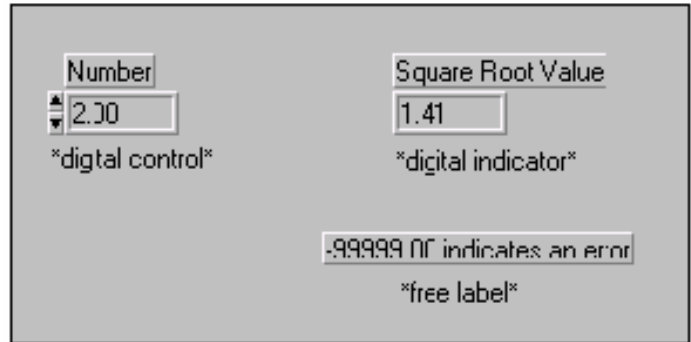 Number
Square Root Value
2.00
1.41
*digtal control*
*digital indicator*
-99999.00 indicates an error
*free label*